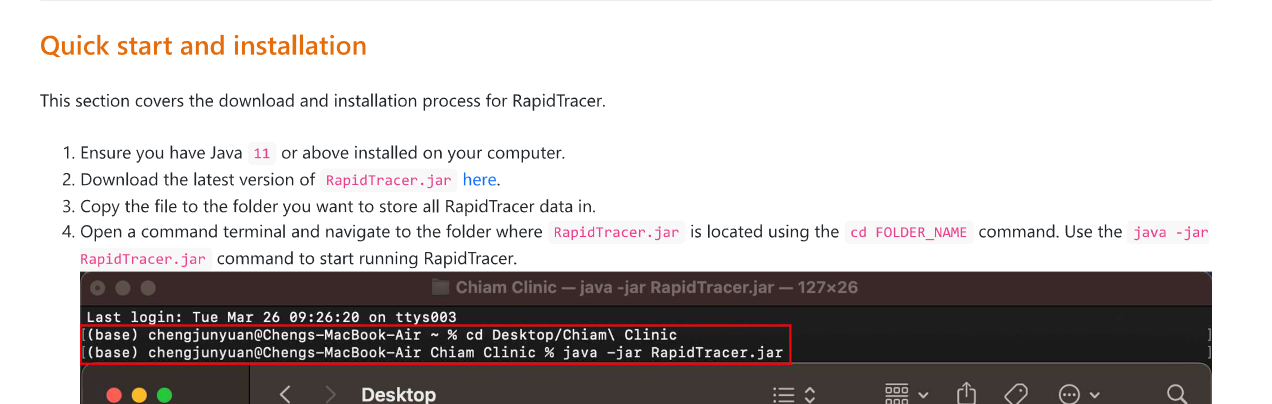 Quick start and installation
This section covers the download and installation process for RapidTracer.
1. Ensure you have Java 11 or above installed on your computer.
2. Download the latest version of RapidTracer.jar here.
3. Copy the file to the folder you want to store all RapidTracer data in.
4. Open a command terminal and navigate to the folder where RapidTracer.jar is located using the cd FOLDER_NAME command. Use the java -jar
RapidTracer.jar command to start running RapidTracer.
Chiam Clinic — java -jar RapidTracer.jar — 127×26
Last login: Tue Mar 26 09:26:20 on ttys003
[(base) chengjunyuan@Chengs-MacBook-Air ~ % cd Desktop/Chiam\ Clinic ]
[(base) chengjunyuan@Chengs-MacBook-Air Chiam Clinic % java -jar RapidTracer.jar ]
Desktop